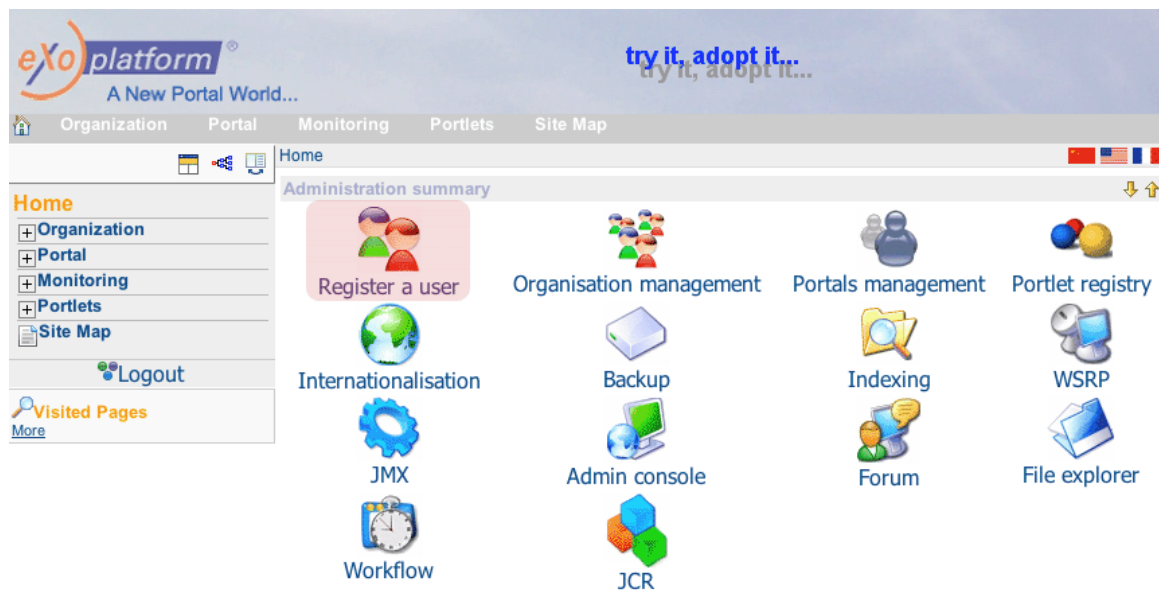 eXo platform ®
A New Portal World...
try it, adopt it...
Organization Portal Monitoring Portlets Site Map
Home
Administration summary
Home
Organization
Portal
Monitoring
Portlets
Site Map
Logout
Visited Pages
More
Register a user Organisation management Portals management Portlet registry
Internationalisation Backup Indexing WSRP
JMX Admin console Forum File explorer
Workflow JCR